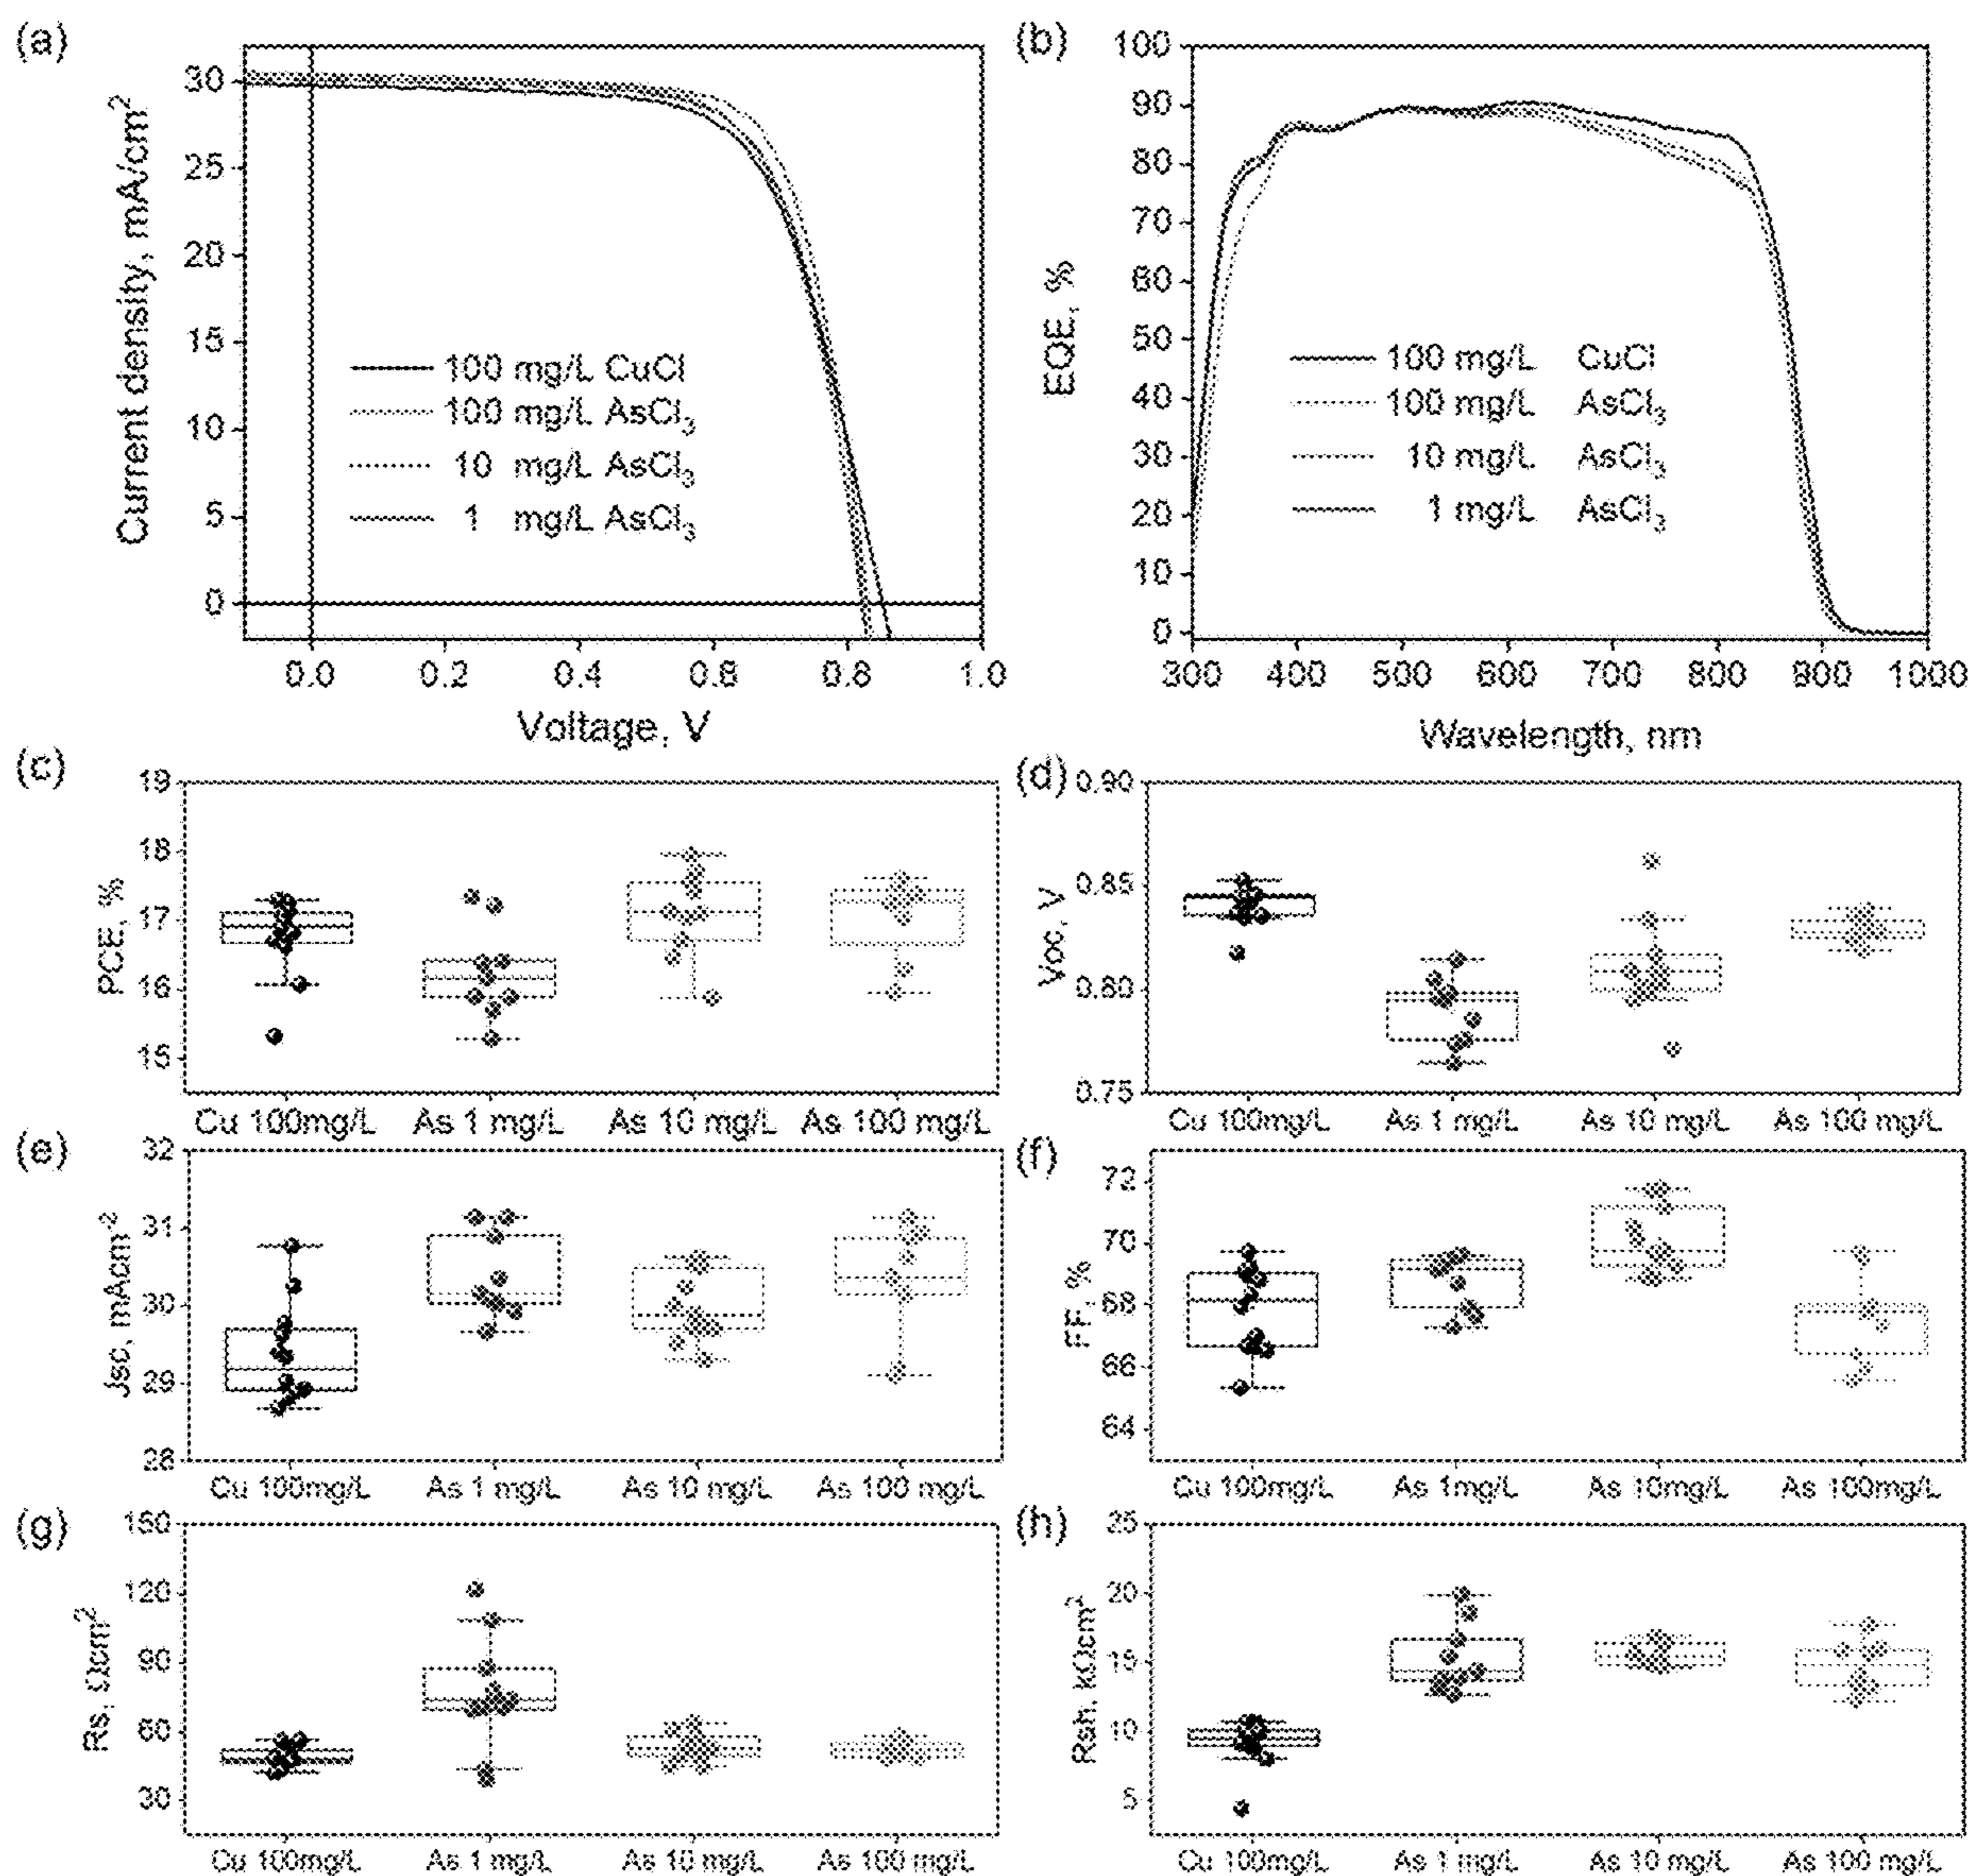 (a)
30
25
20
15
10
5
0
Current density, mA/cm²
100 mg/L CuCl
100 mg/L AsCl₃
10 mg/L AsCl₃
1 mg/L AsCl₃
0.0 0.2 0.4 0.6 0.8 1.0
Voltage, V
(b)
100
90
80
70
60
50
40
30
20
10
0
EQE, %
100 mg/L CuCl
100 mg/L AsCl₃
10 mg/L AsCl₃
1 mg/L AsCl₃
300 400 500 600 700 800 900 1000
Wavelength, nm
(c)
19
18
17
16
15
PCE, %
Cu 100mg/L As 1 mg/L As 10 mg/L As 100 mg/L
(d)
0.90
0.85
0.80
0.75
Voc, V
Cu 100mg/L As 1 mg/L As 10 mg/L As 100 mg/L
(e)
32
31
30
29
28
Jsc, mAcm⁻²
Cu 100mg/L As 1 mg/L As 10 mg/L As 100 mg/L
(f)
72
70
68
66
64
FF, %
Cu 100mg/L As 1mg/L As 10mg/L As 100mg/L
(g)
150
120
90
60
30
Rs, Ωcm²
Cu 100mg/L As 1 mg/L As 10 mg/L As 100 mg/L
(h)
25
20
15
10
5
Rsh, kΩcm²
Cu 100mg/L As 1 mg/L As 10 mg/L As 100 mg/L